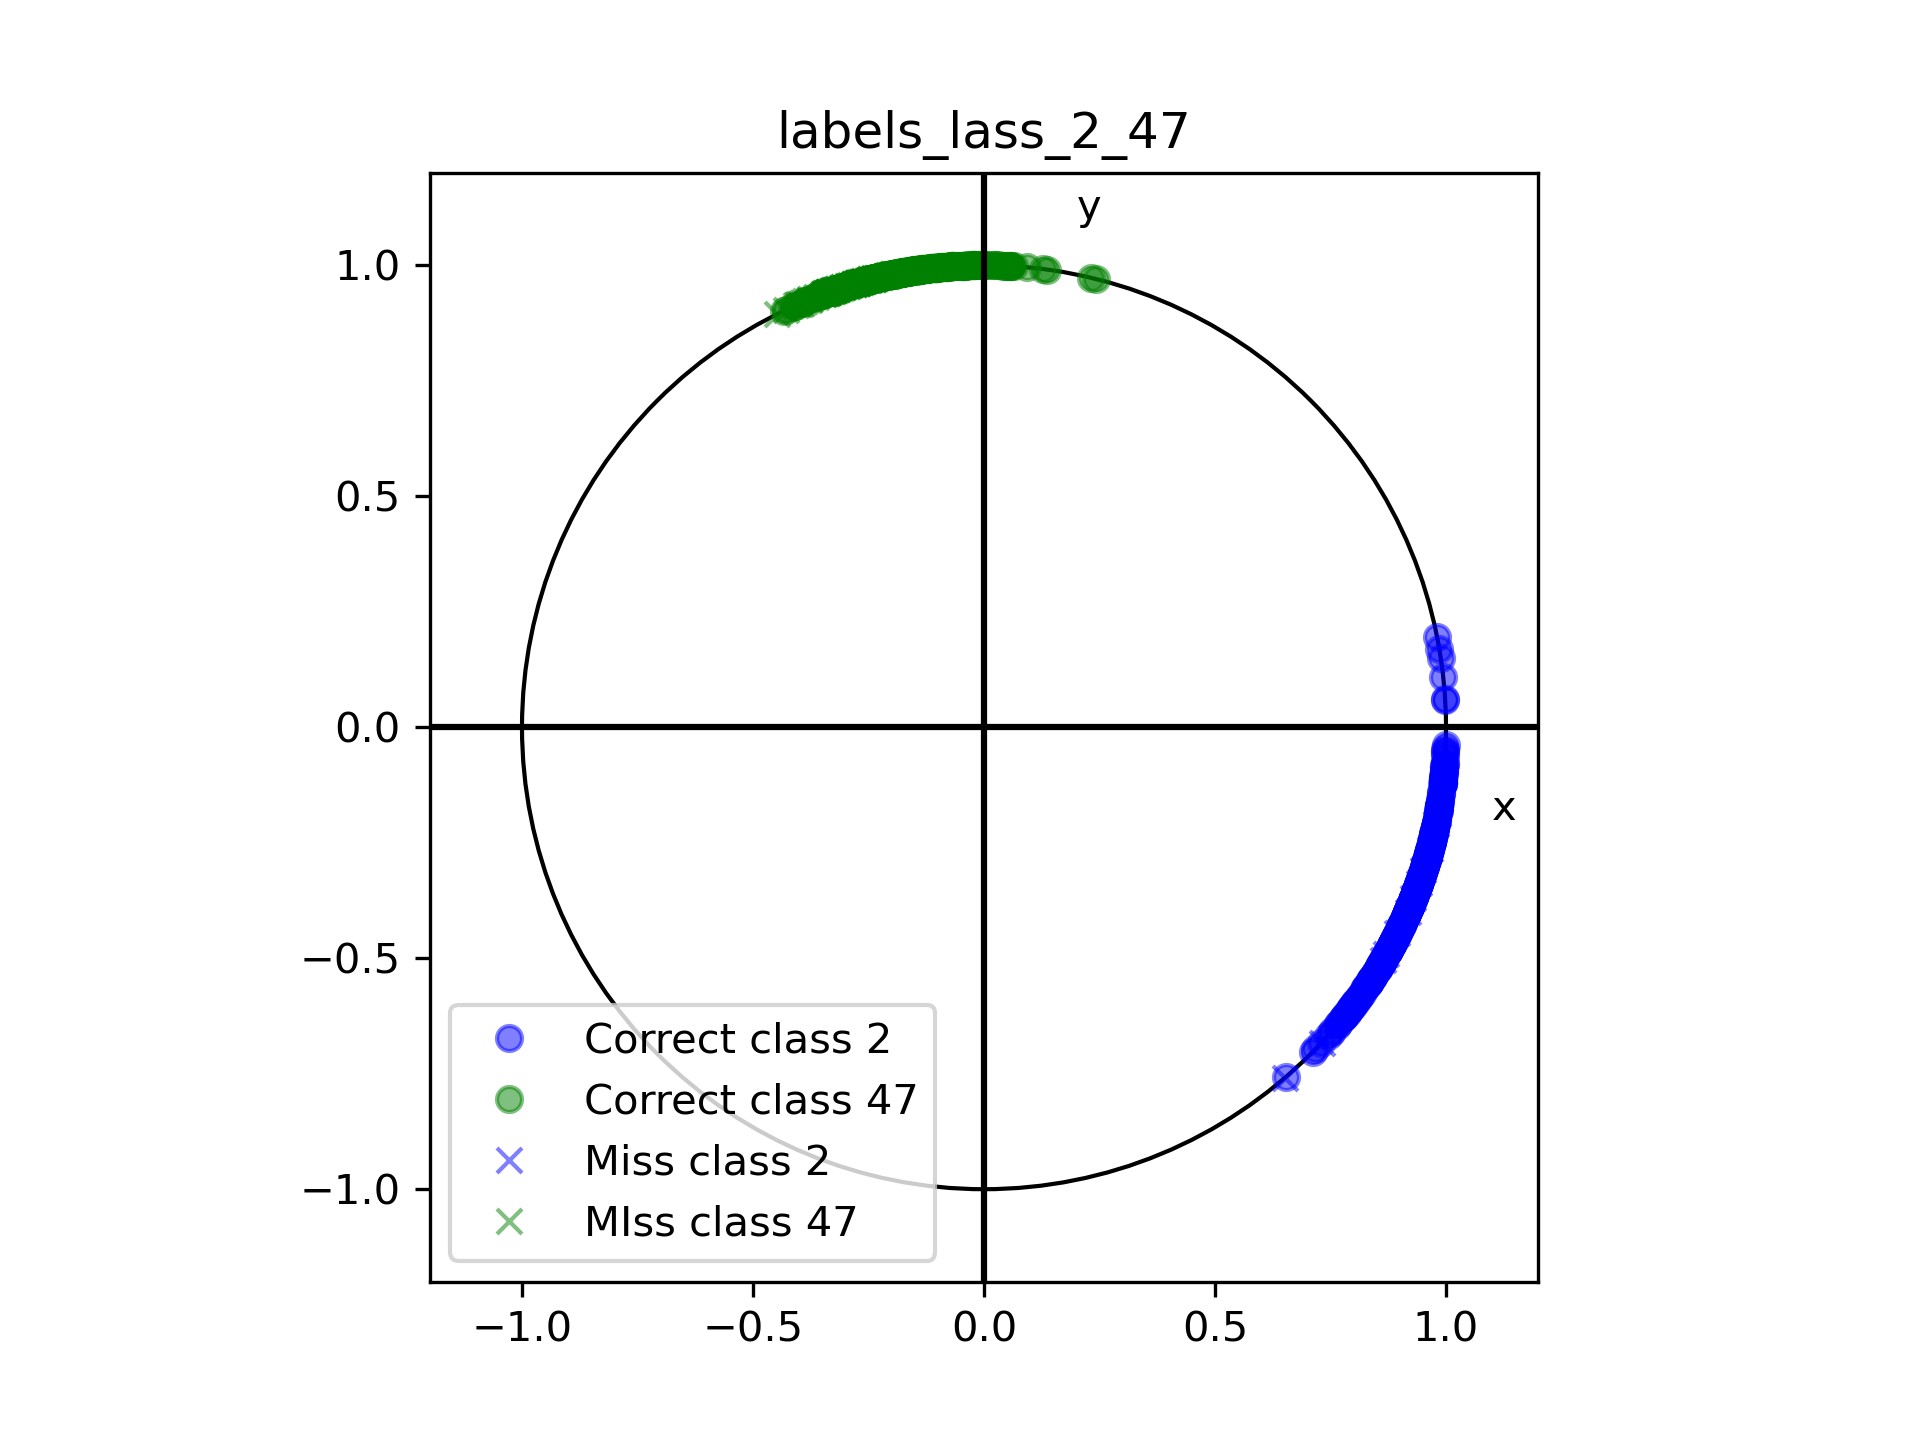 labels_lass_2_47
y
1.0
0.5
0.0
x
−0.5
−1.0
Correct class 2
Correct class 47
Miss class 2
MIss class 47
−1.0 −0.5 0.0 0.5 1.0